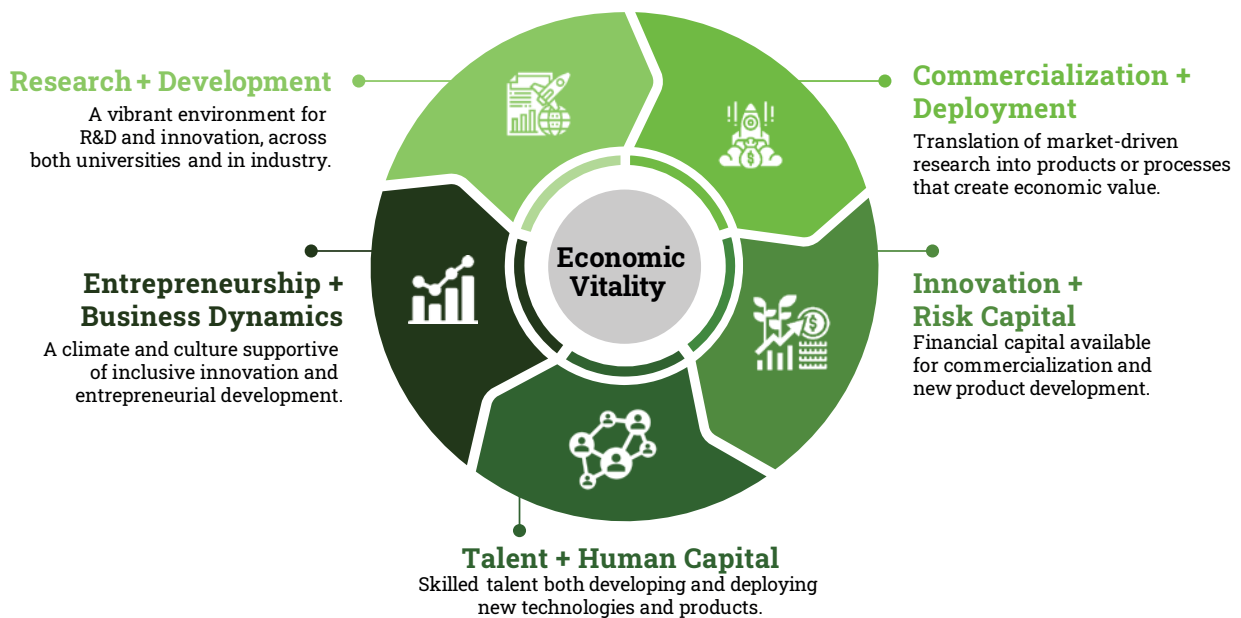 Research + Development
A vibrant environment for
R&D and innovation, across
both universities and in industry.
Commercialization +
Deployment
Translation of market-driven
research into products or processes
that create economic value.
Economic
Vitality
Entrepreneurship +
Business Dynamics
A climate and culture supportive
of inclusive innovation and
entrepreneurial development.
Innovation +
Risk Capital
Financial capital available
for commercialization and
new product development.
Talent + Human Capital
Skilled talent both developing and deploying
new technologies and products.